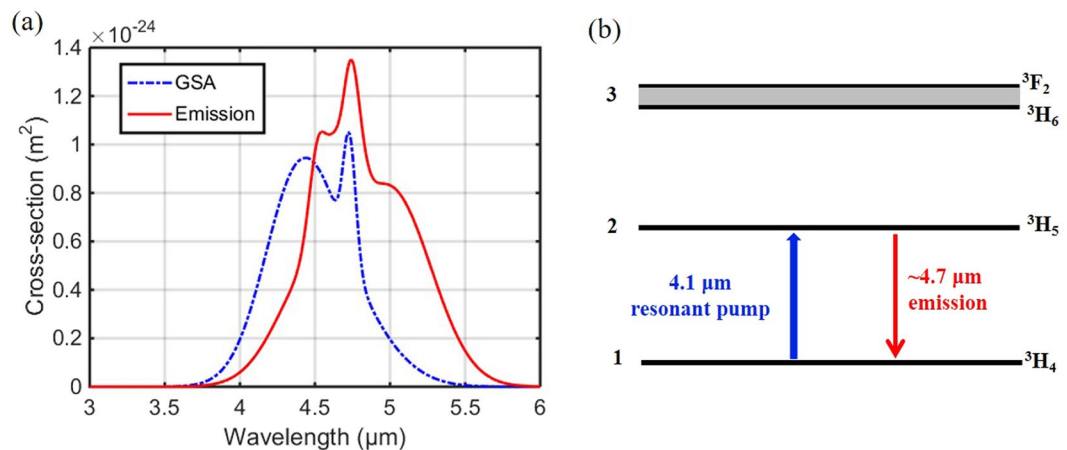 (a)
×10⁻²⁴
1.4
1.2
1
0.8
0.6
0.4
0.2
0
Cross-section (m²)
GSA
Emission
3
3.5
4
4.5
5
5.5
6
Wavelength (µm)
(b)
3
³F₂
³H₆
2
³H₅
4.1 µm
resonant pump
~4.7 µm
emission
1
³H₄